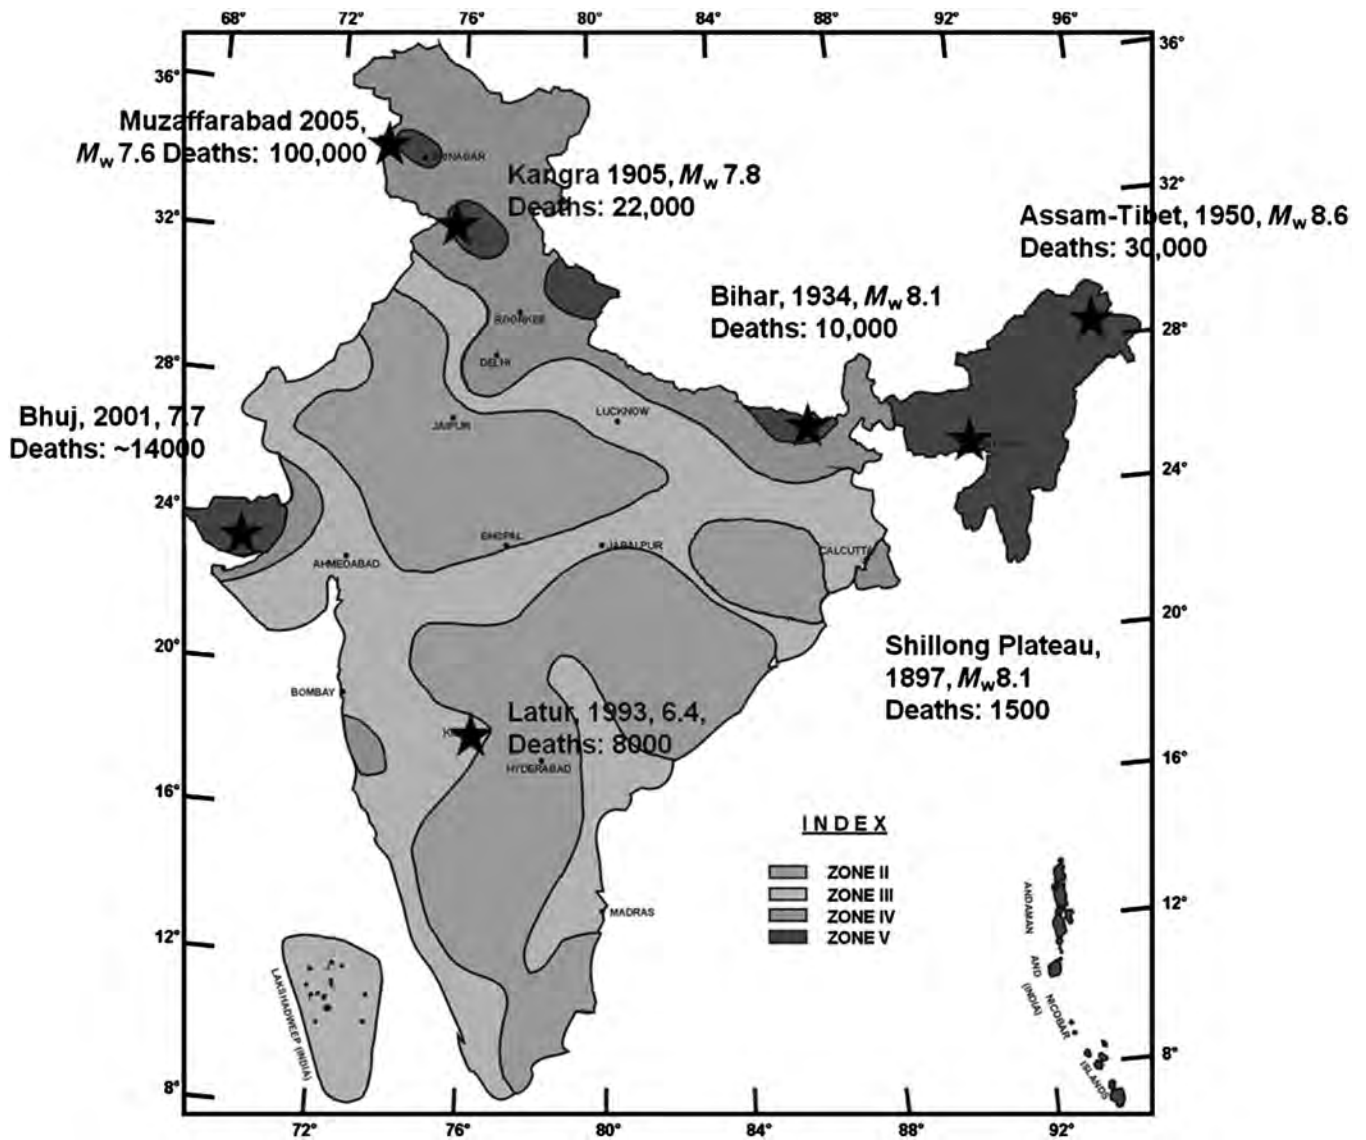 68° 72° 76° 80° 84° 88° 92° 96°
36°
36°
Muzaffarabad 2005,
Mw 7.6 Deaths: 100,000
SRINAGAR
Kangra 1905, Mw 7.8
Deaths: 22,000
32°
32°
Assam-Tibet, 1950, Mw 8.6
Deaths: 30,000
Bihar, 1934, Mw 8.1
Deaths: 10,000
ROORKEE
DELHI
28°
28°
Bhuj, 2001, 7.7
Deaths: ~14000
LUCKNOW
JAIPUR
24°
24°
BHOPAL
JABALPUR
CALCUTTA
AHMEDABAD
20°
20°
Shillong Plateau,
1897, Mw8.1
Deaths: 1500
BOMBAY
Latur, 1993, 6.4,
Deaths: 8000
HYDERABAD
16°
16°
INDEX
ZONE II
ZONE III
ZONE IV
ZONE V
MADRAS
12°
12°
LAKSHADWEEP (INDIA)
ANDAMAN AND NICOBAR ISLANDS
(INDIA)
8°
8°
72° 76° 80° 84° 88° 92°